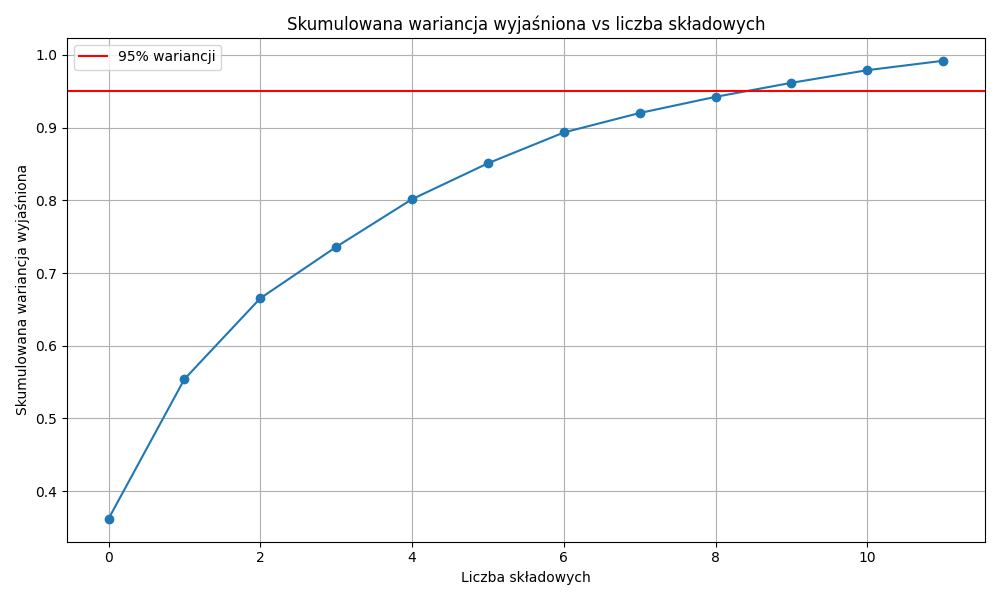 Skumulowana wariancja wyjaśniona vs liczba składowych
95% wariancji
Skumulowana wariancja wyjaśniona
1.0
0.9
0.8
0.7
0.6
0.5
0.4
0 2 4 6 8 10
Liczba składowych